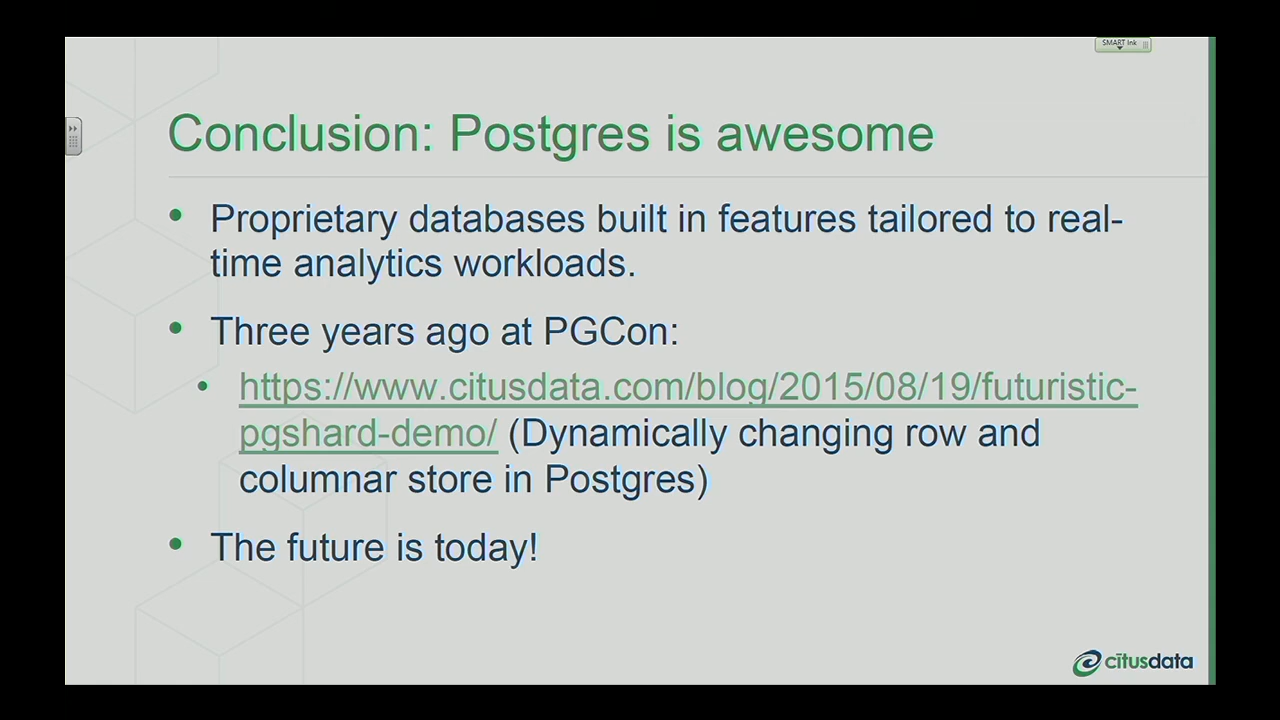 SMART Ink
Conclusion: Postgres is awesome
• Proprietary databases built in features tailored to real-
time analytics workloads.
• Three years ago at PGCon:
• https://www.citusdata.com/blog/2015/08/19/futuristic-
pgshard-demo/ (Dynamically changing row and
columnar store in Postgres)
• The future is today!
citusdata